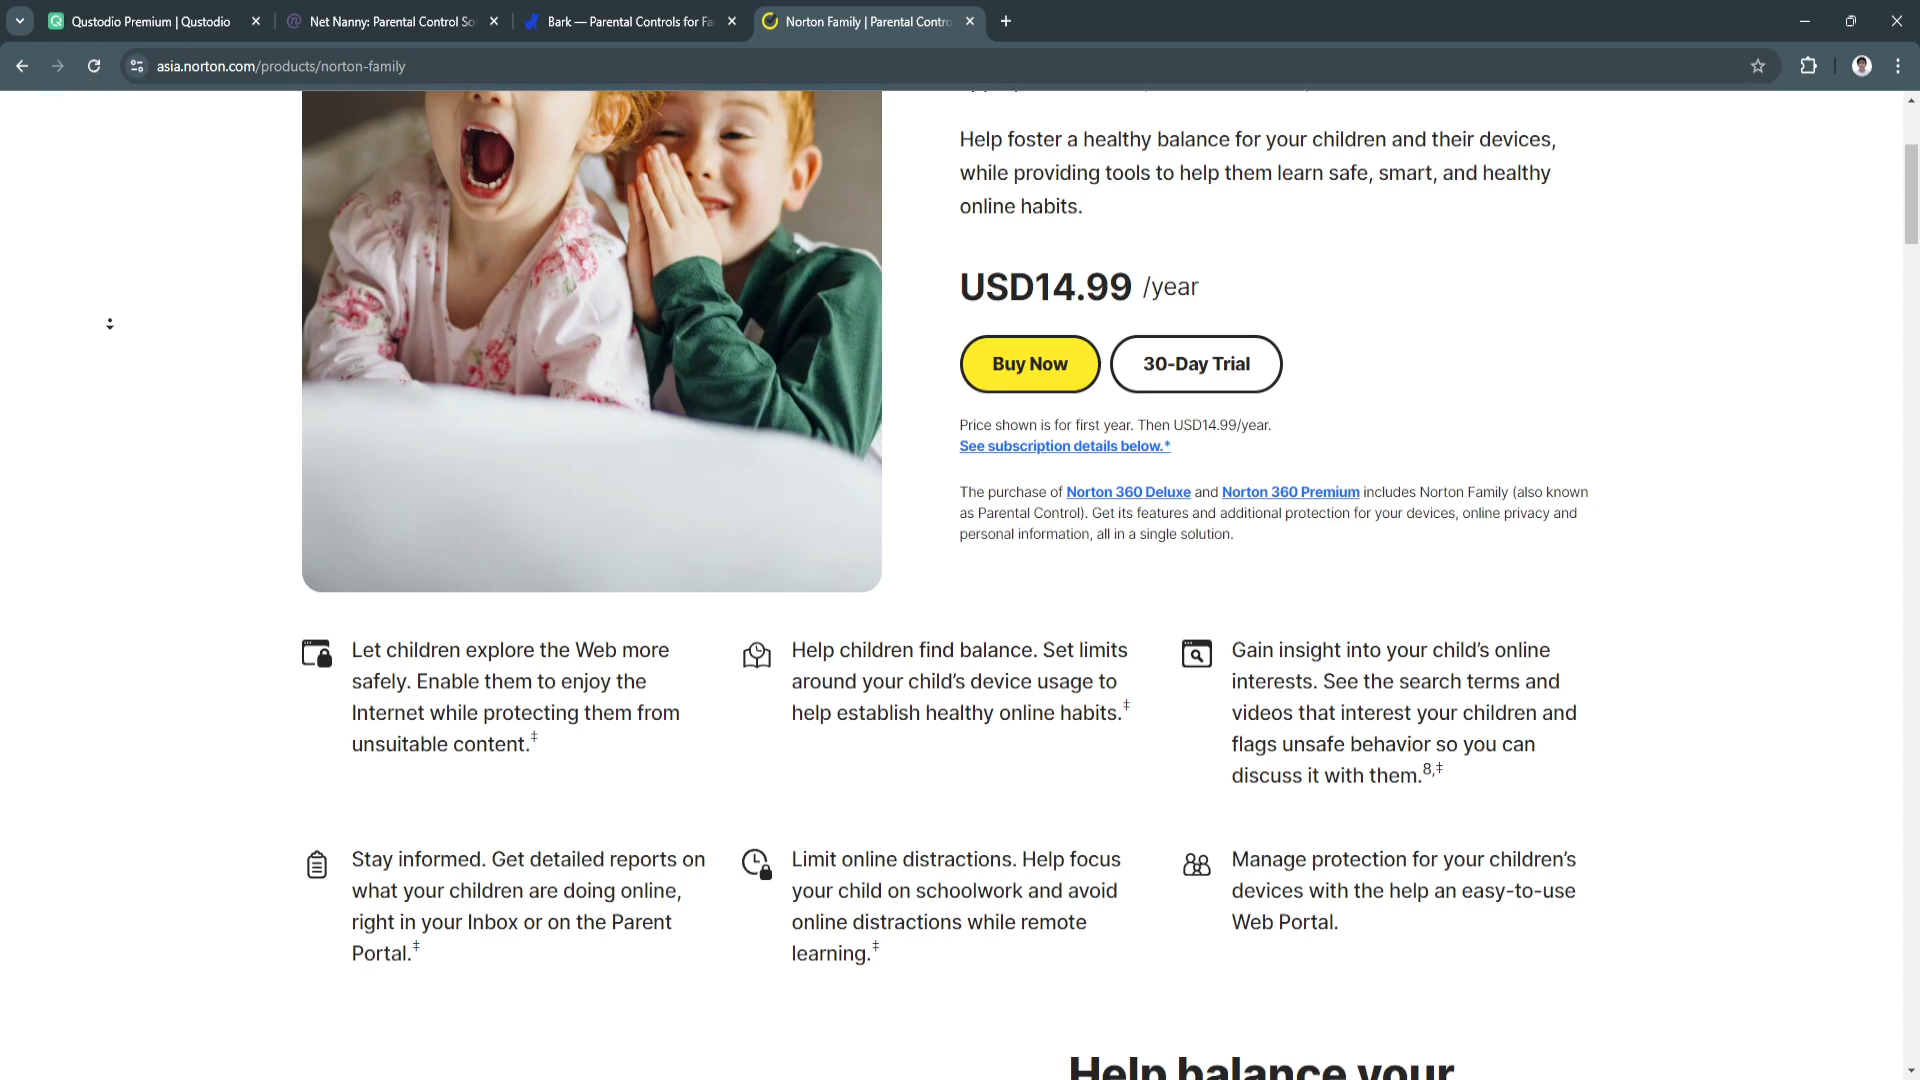 Qustodio Premium | Qustodio
Net Nanny: Parental Control So
Bark — Parental Controls for Fa
Norton Family | Parental Contro
asia.norton.com/products/norton-family
Help foster a healthy balance for your children and their devices,
while providing tools to help them learn safe, smart, and healthy
online habits.
USD14.99 /year
Buy Now
30-Day Trial
Price shown is for first year. Then USD14.99/year.
See subscription details below.*
The purchase of Norton 360 Deluxe and Norton 360 Premium includes Norton Family (also known
as Parental Control). Get its features and additional protection for your devices, online privacy and
personal information, all in a single solution.
Let children explore the Web more
safely. Enable them to enjoy the
Internet while protecting them from
unsuitable content.‡
Help children find balance. Set limits
around your child’s device usage to
help establish healthy online habits.‡
Gain insight into your child’s online
interests. See the search terms and
videos that interest your children and
flags unsafe behavior so you can
discuss it with them.8,‡
Stay informed. Get detailed reports on
what your children are doing online,
right in your Inbox or on the Parent
Portal.‡
Limit online distractions. Help focus
your child on schoolwork and avoid
online distractions while remote
learning.‡
Manage protection for your children’s
devices with the help an easy-to-use
Web Portal.
Help balance your